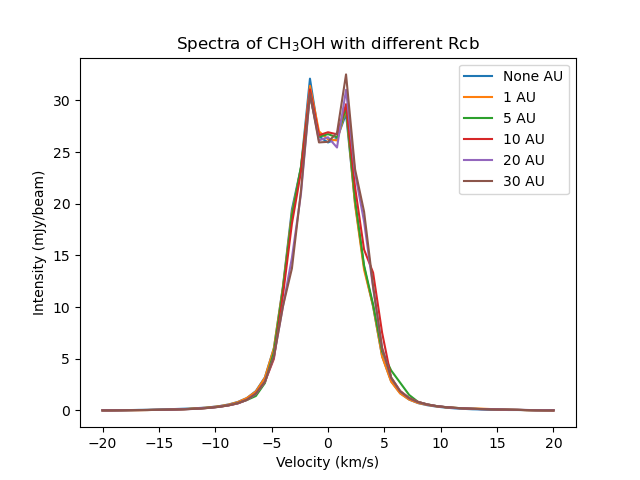 Spectra of CH₃OH with different Rcb
None AU
1 AU
5 AU
10 AU
20 AU
30 AU
Intensity (mJy/beam)
30
25
20
15
10
5
0
−20
−15
−10
−5
0
5
10
15
20
Velocity (km/s)